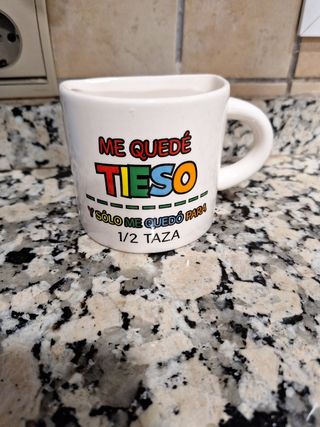 ME QUEDÉ
TIESO
Y SÓLO ME QUEDÓ PARA
1/2 TAZA